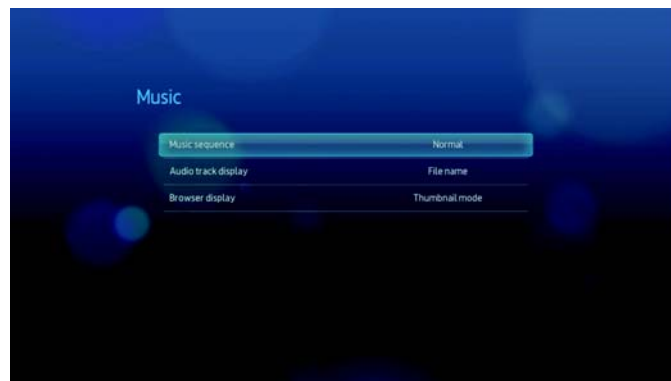 Music
Music sequence Normal
Audio track display File name
Browser display Thumbnail mode